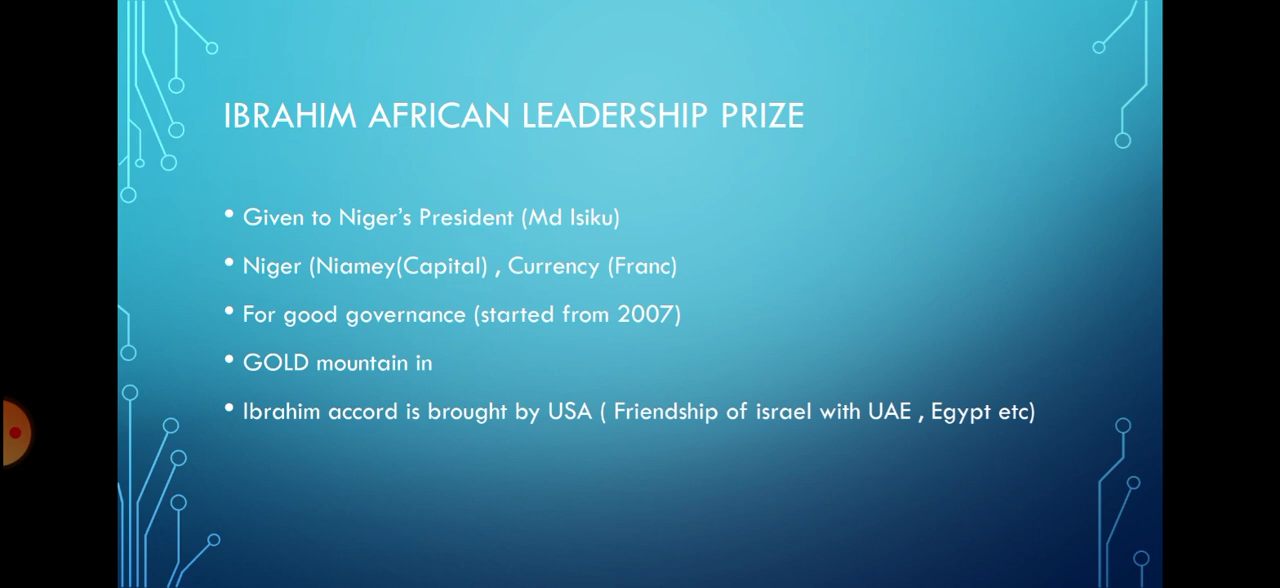 IBRAHIM AFRICAN LEADERSHIP PRIZE
• Given to Niger's President (Md Isiku)
• Niger (Niamey(Capital) , Currency (Franc)
• For good governance (started from 2007)
• GOLD mountain in
• Ibrahim accord is brought by USA ( Friendship of israel with UAE , Egypt etc)